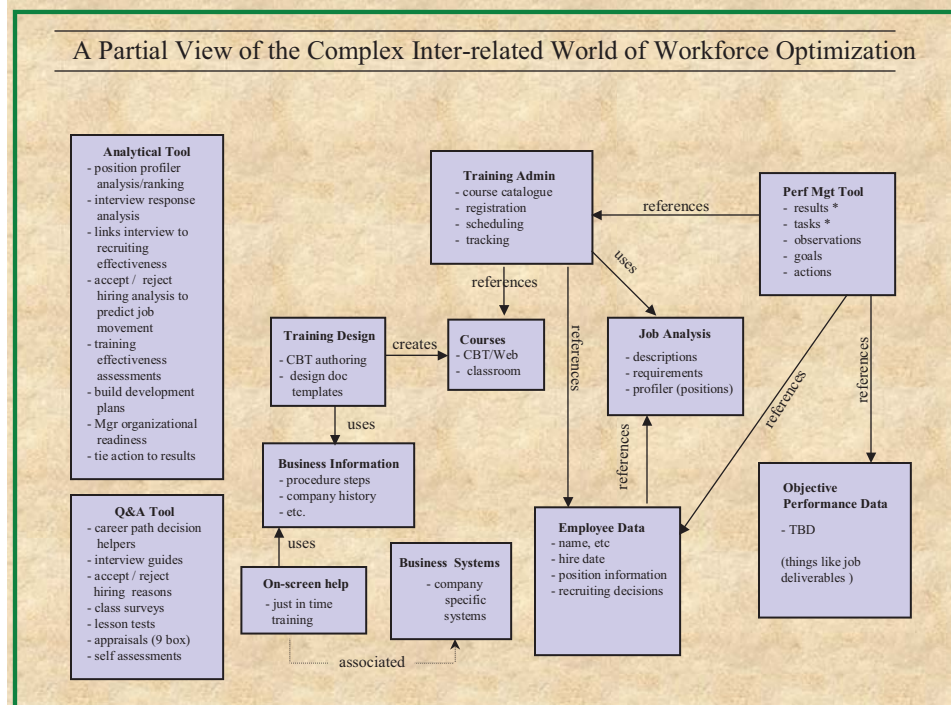 A Partial View of the Complex Inter-related World of Workforce Optimization
Analytical Tool
- position profiler
analysis/ranking
- interview response
analysis
- links interview to
recruiting
effectiveness
- accept / reject
hiring analysis to
predict job
movement
- training
effectiveness
assessments
- build development
plans
- Mgr organizational
readiness
- tie action to results
Q&A Tool
- career path decision
helpers
- interview guides
- accept / reject
hiring reasons
- class surveys
- lesson tests
- appraisals (9 box)
- self assessments
Training Admin
- course catalogue
- registration
- scheduling
- tracking
references
Perf Mgt Tool
- results *
- tasks *
- observations
- goals
- actions
references
references
uses
Training Design
- CBT authoring
- design doc
templates
creates
Courses
- CBT/Web
- classroom
Job Analysis
- descriptions
- requirements
- profiler (positions)
references
references
uses
Business Information
- procedure steps
- company history
- etc.
references
uses
On-screen help
- just in time
training
Business Systems
- company
specific
systems
associated
Employee Data
- name, etc
- hire date
- position information
- recruiting decisions
Objective
Performance Data
- TBD
(things like job
deliverables )